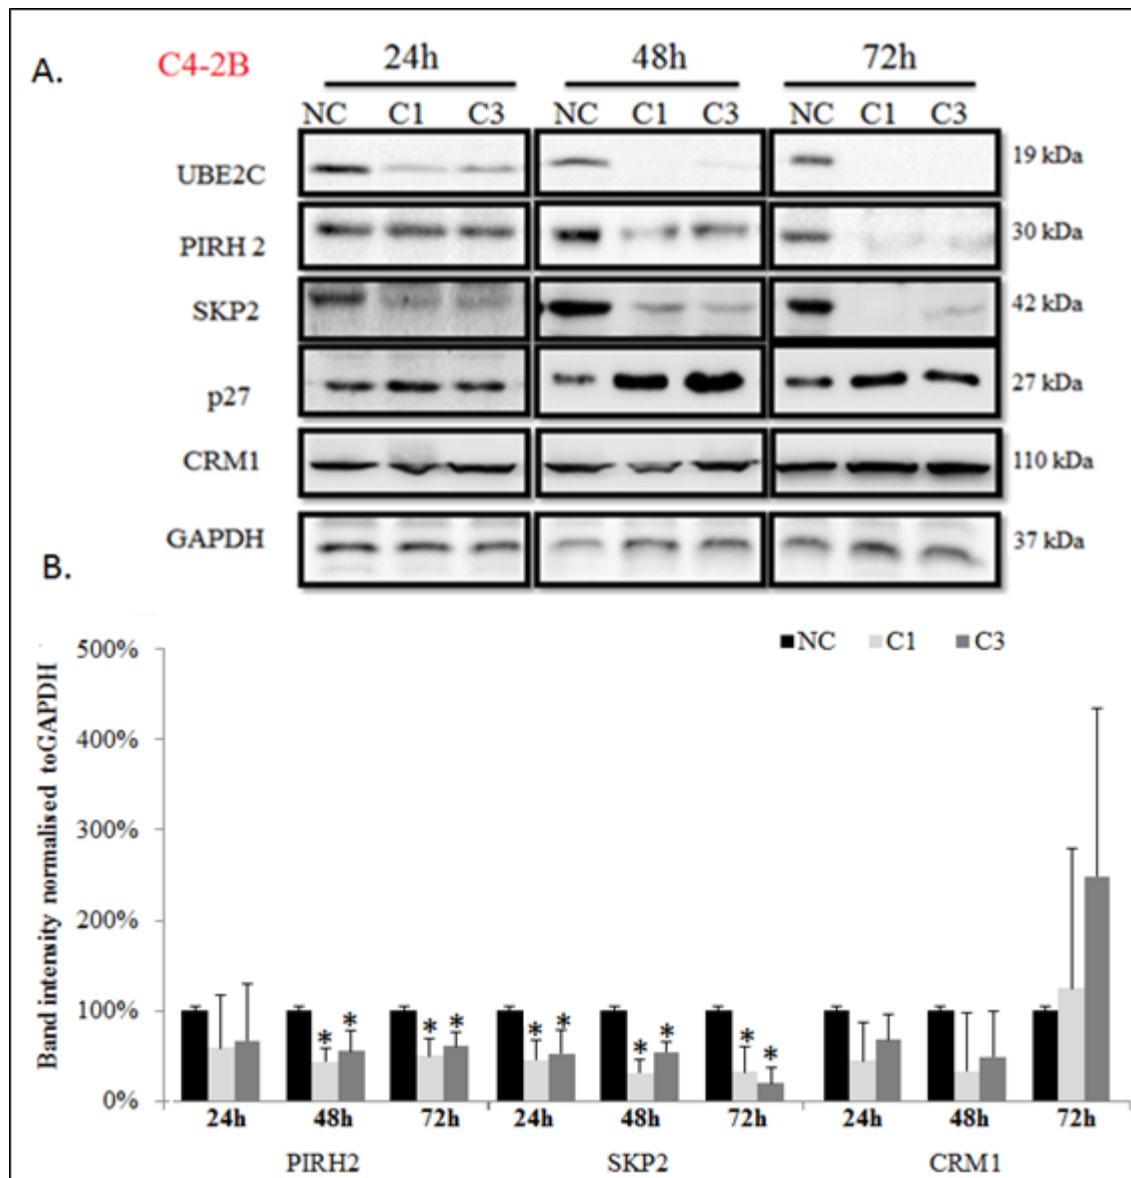 A. C4-2B 24h 48h 72h
NC C1 C3 NC C1 C3 NC C1 C3
UBE2C 19 kDa
PIRH 2 30 kDa
SKP2 42 kDa
p27 27 kDa
CRM1 110 kDa
GAPDH 37 kDa
B.
Band intensity normalised toGAPDH
NC C1 C3
500%
400%
300%
200%
100%
0%
* * * * * * * * * *
24h 48h 72h 24h 48h 72h 24h 48h 72h
PIRH2 SKP2 CRM1